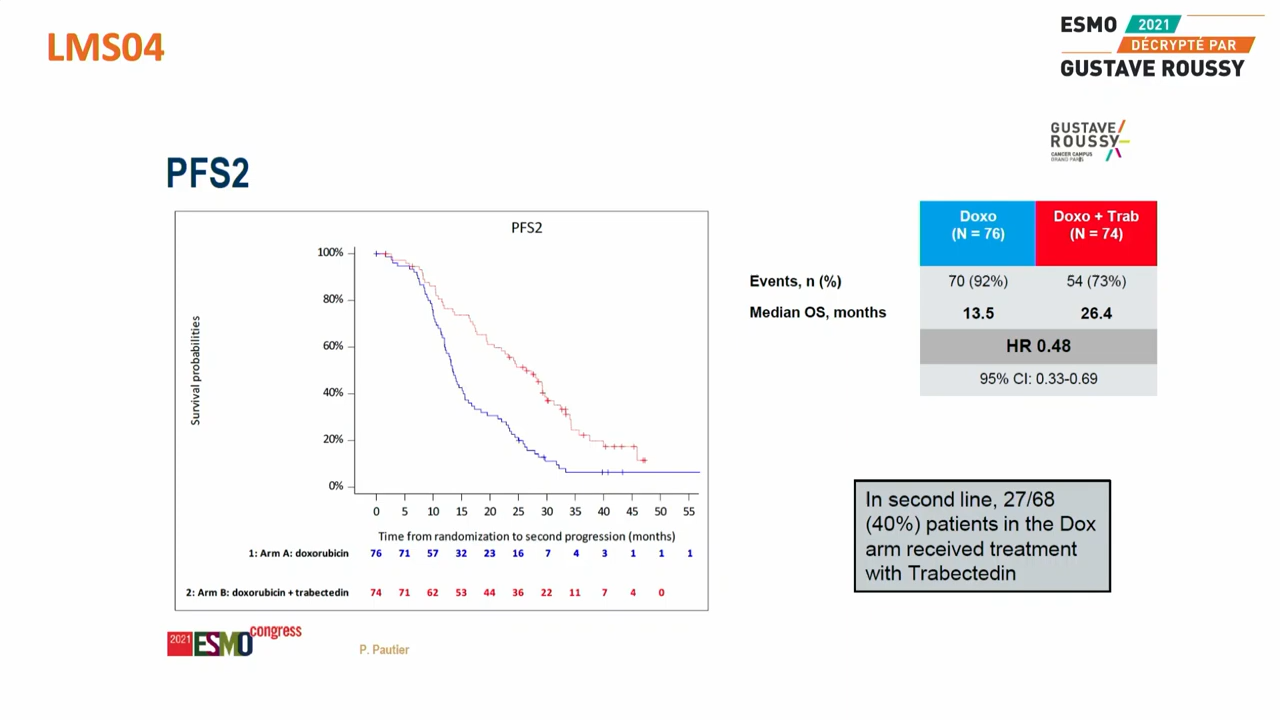 LMS04
ESMO 2021
DÉCRYPTÉ PAR
GUSTAVE ROUSSY
GUSTAVE
ROUSSY
CANCER CAMPUS
GRAND PARIS
PFS2
PFS2
Survival probabilities
100%
80%
60%
40%
20%
0%
0 5 10 15 20 25 30 35 40 45 50 55
Time from randomization to second progression (months)
1: Arm A: doxorubicin 76 71 57 32 23 16 7 4 3 1 1 1
2: Arm B: doxorubicin + trabectedin 74 71 62 53 44 36 22 11 7 4 0
Doxo Doxo + Trab
(N = 76) (N = 74)
Events, n (%) 70 (92%) 54 (73%)
Median OS, months 13.5 26.4
HR 0.48
95% CI: 0.33-0.69
In second line, 27/68
(40%) patients in the Dox
arm received treatment
with Trabectedin
2021 ESMO congress
P. Pautier